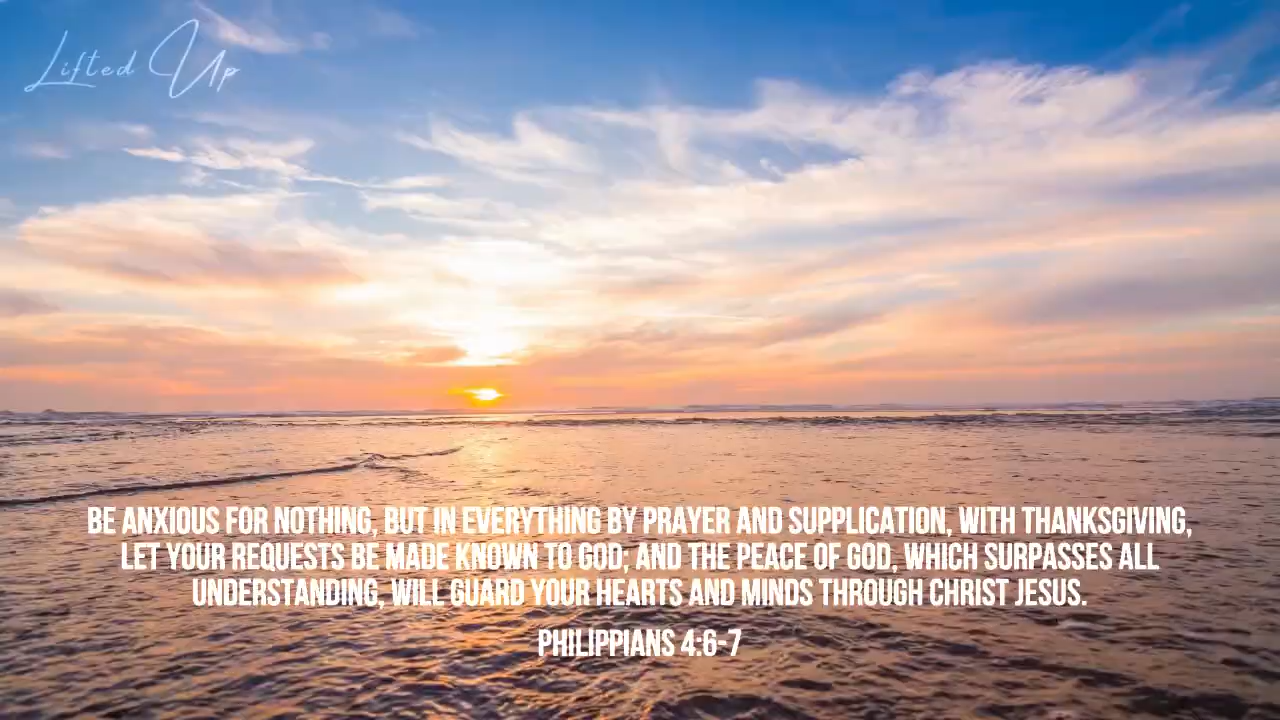 Lifted Up
BE ANXIOUS FOR NOTHING, BUT IN EVERYTHING BY PRAYER AND SUPPLICATION, WITH THANKSGIVING,
LET YOUR REQUESTS BE MADE KNOWN TO GOD; AND THE PEACE OF GOD, WHICH SURPASSES ALL
UNDERSTANDING, WILL GUARD YOUR HEARTS AND MINDS THROUGH CHRIST JESUS.
PHILIPPIANS 4:6-7